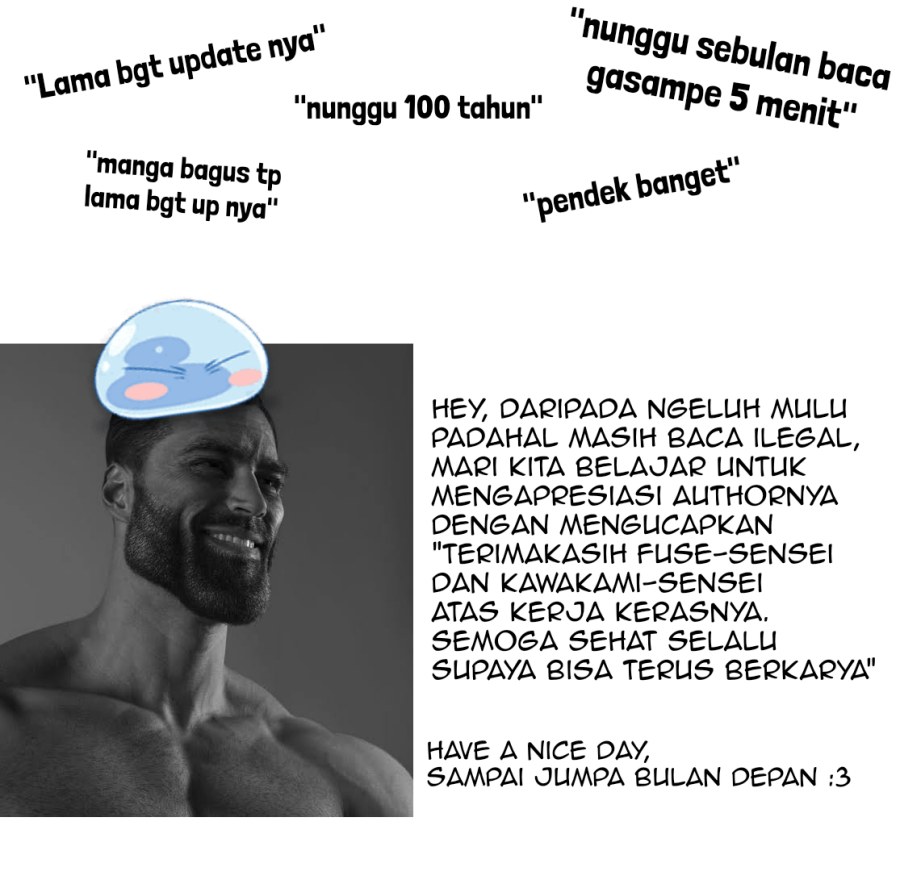 "Lama bgt update nya"
"nunggu sebulan baca
gasampe 5 menit"
"nunggu 100 tahun"
"manga bagus tp
lama bgt up nya"
"pendek banget"
HEY, DARIPADA NGELUH MULU
PADAHAL MASIH BACA ILEGAL,
MARI KITA BELAJAR UNTUK
MENGAPRESIASI AUTHORNYA
DENGAN MENGUCAPKAN
"TERIMAKASIH FUSE-SENSEI
DAN KAWAKAMI-SENSEI
ATAS KERJA KERASNYA.
SEMOGA SEHAT SELALU
SUPAYA BISA TERUS BERKARYA"
HAVE A NICE DAY,
SAMPAI JUMPA BULAN DEPAN :3